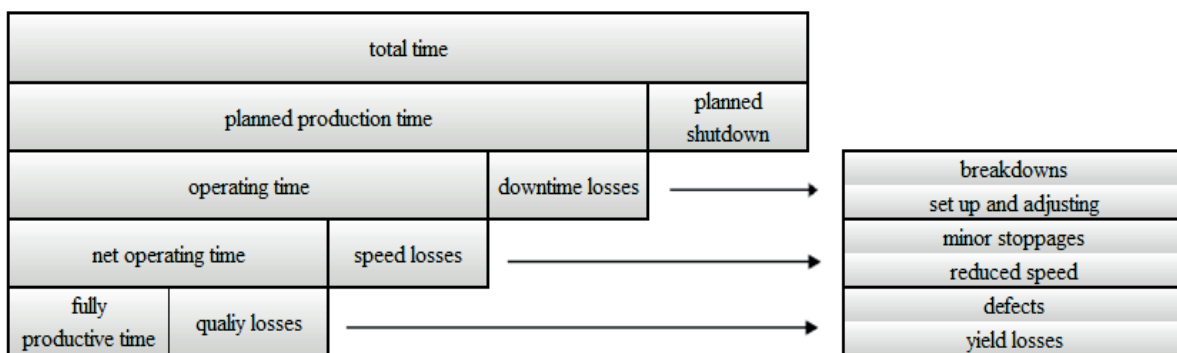 total time
planned production time
planned
shutdown
operating time
downtime losses
breakdowns
set up and adjusting
net operating time
speed losses
minor stoppages
reduced speed
fully
productive time
qualiy losses
defects
yield losses